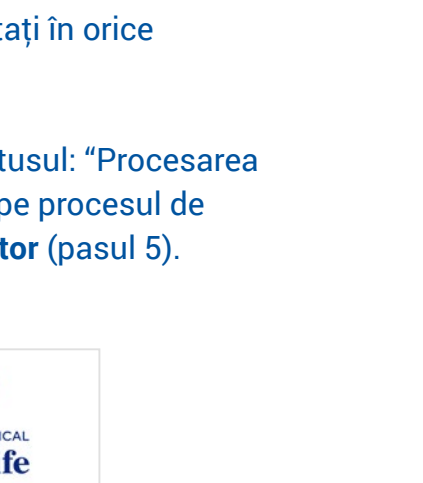 tați în orice
tusul: “Procesarea
pe procesul de
tor (pasul 5).
ICAL
fe